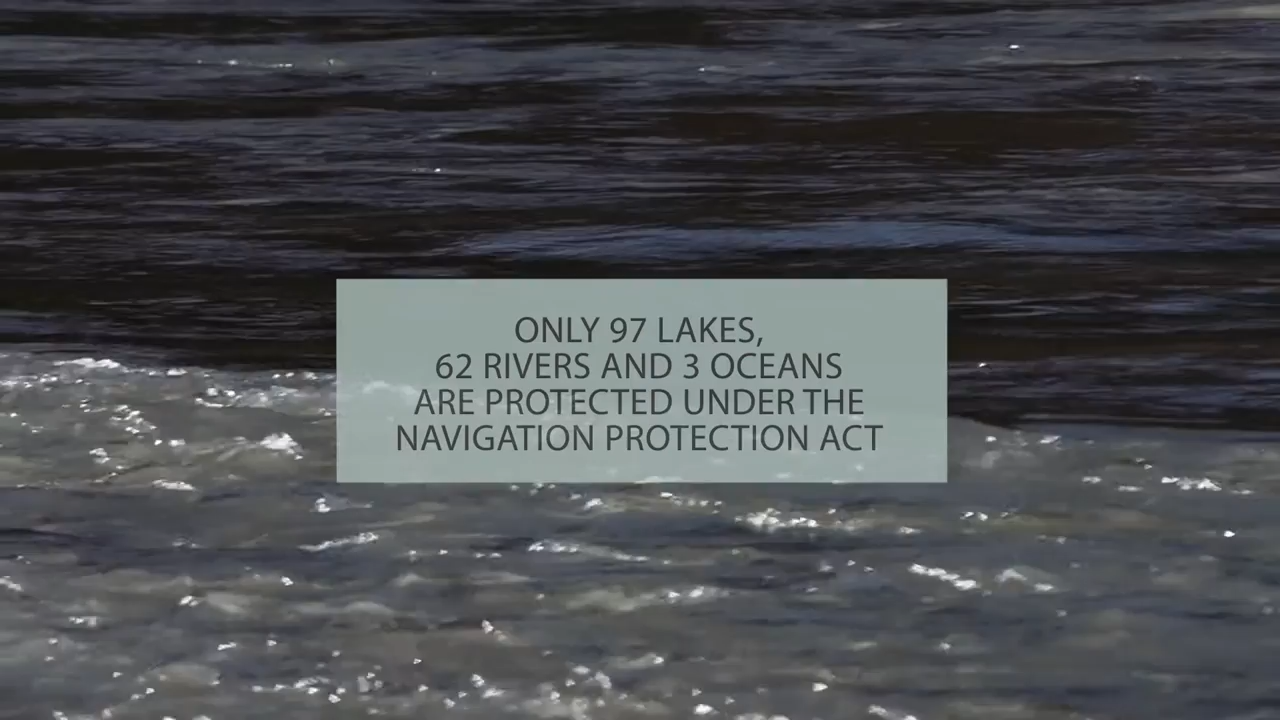 ONLY 97 LAKES,
62 RIVERS AND 3 OCEANS
ARE PROTECTED UNDER THE
NAVIGATION PROTECTION ACT